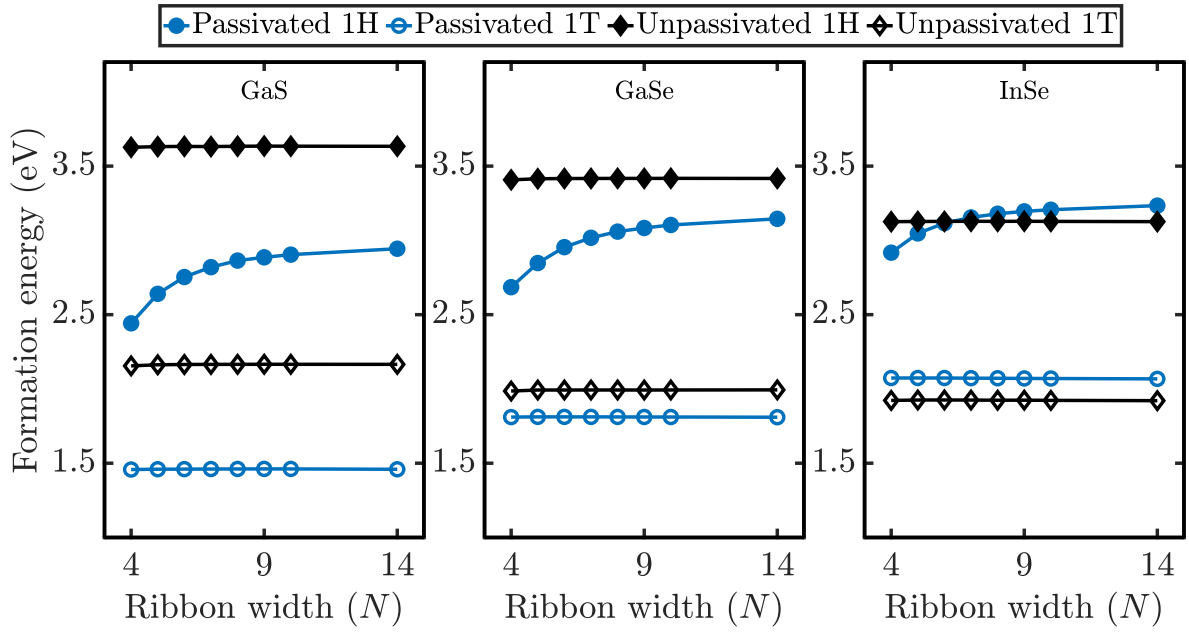 Passivated 1H Passivated 1T Unpassivated 1H Unpassivated 1T
GaS GaSe InSe
Formation energy (eV)
3.5 3.5 3.5
2.5 2.5 2.5
1.5 1.5 1.5
4 9 14 4 9 14 4 9 14
Ribbon width (N) Ribbon width (N) Ribbon width (N)